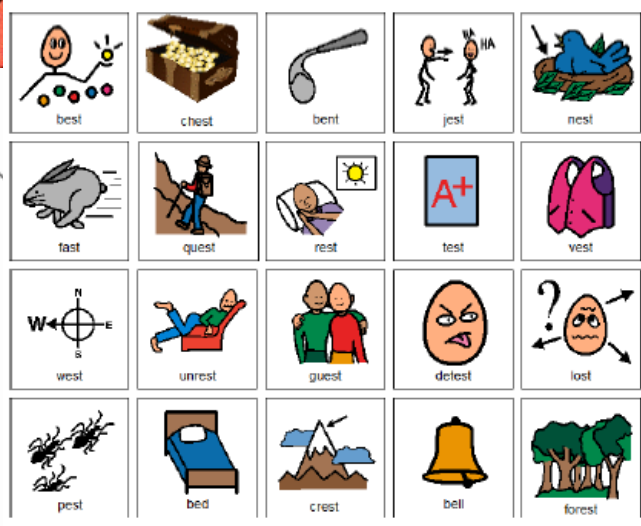 best chest bent jest nest
HA HA
fast quest rest test vest
A+
west unrest guest detest lost
N
W E
S
?
pest bed crest bell forest